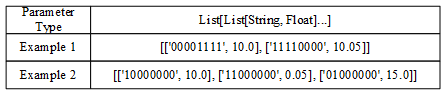 Parameter Type List[List[String, Float]...]
Example 1 [['00001111', 10.0], ['11110000', 10.05]]
Example 2 [['10000000', 10.0], ['11000000', 0.05], ['01000000', 15.0]]